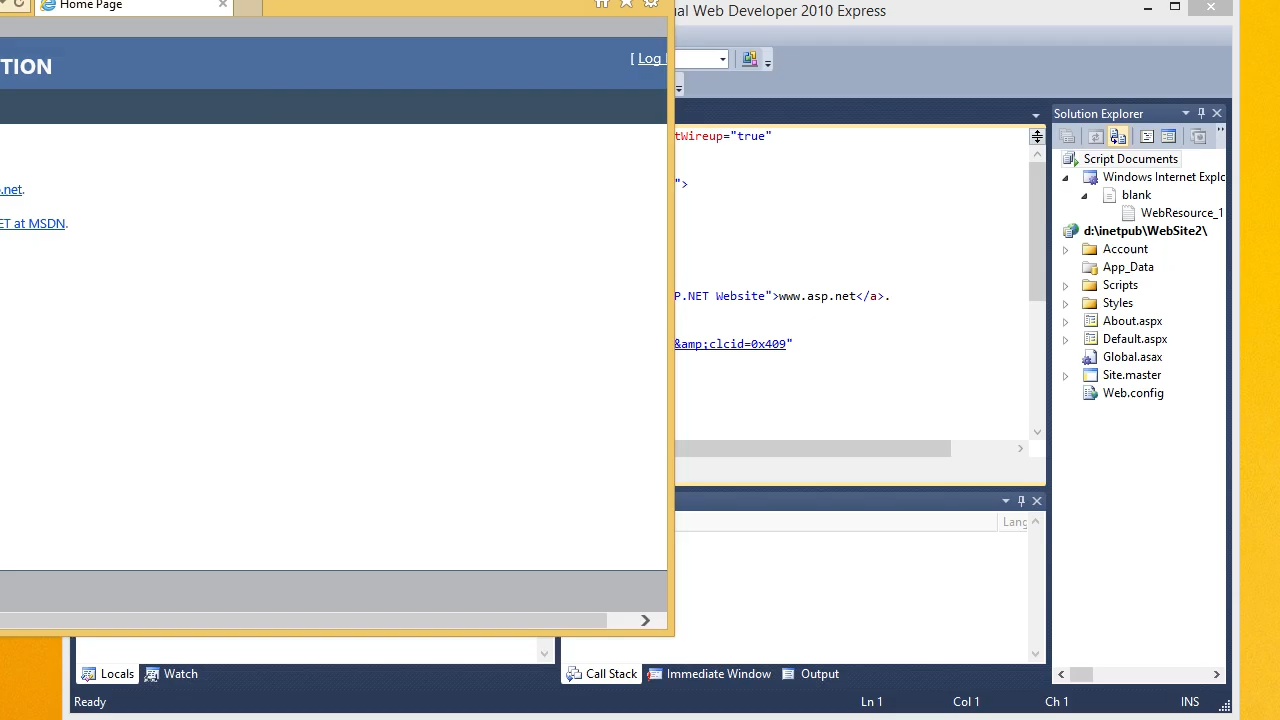 Home Page
ual Web Developer 2010 Express
TION
[ Log
Solution Explorer
tWireup="true"
">
P.NET Website">www.asp.net</a>.
&amp;clcid=0x409"
.net.
ET at MSDN.
Script Documents
Windows Internet Explo
blank
WebResource_1
d:\inetpub\WebSite2\
Account
App_Data
Scripts
Styles
About.aspx
Default.aspx
Global.asax
Site.master
Web.config
Lang
Locals
Watch
Call Stack
Immediate Window
Output
Ready
Ln 1
Col 1
Ch 1
INS